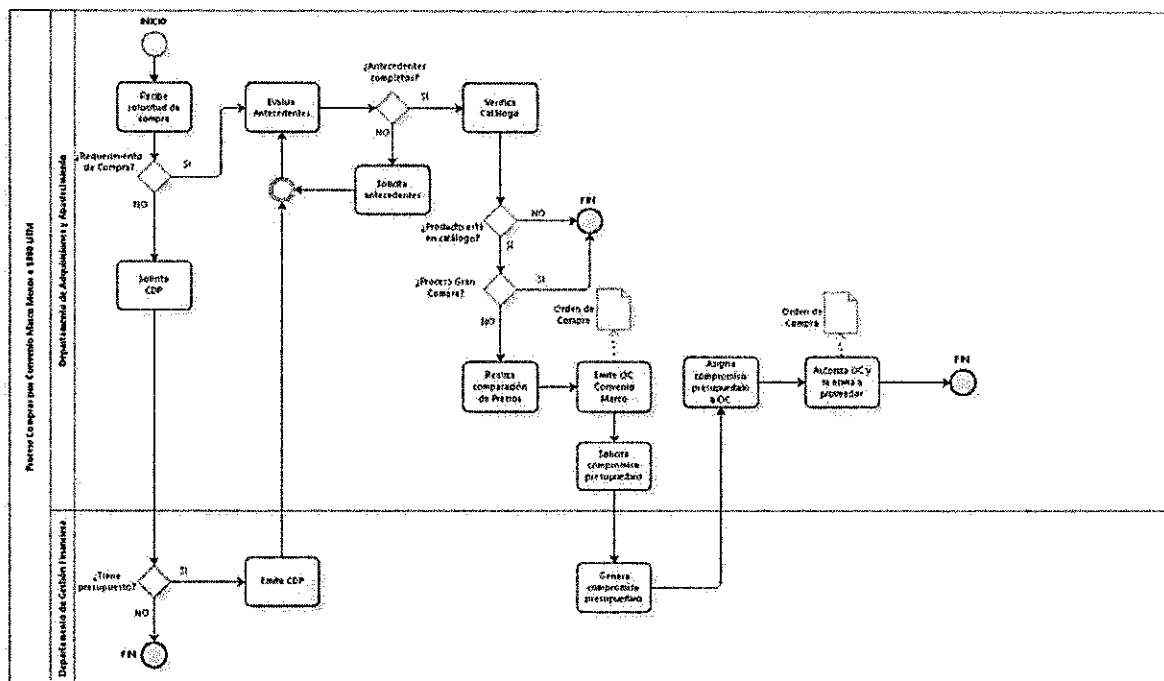 Proceso Compras por Convenio Marco Menor a 1000 UTM
Departamento de Adquisiciones y Abastecimiento
Departamento de Gestión Financiera
INICIO
Recibe
solicitud de
compra
¿Requerimiento
de Compra?
SI
NO
Solicita
CDP
Evalua
Antecedentes
¿Antecedentes
completos?
SI
NO
Solicita
antecedentes
Verifica
Catálogo
¿Producto está
en catálogo?
NO
SI
FIN
¿Proceso Gran
Compra?
SI
NO
Realiza
comparación
de Precios
Orden de
Compra
Emite OC
Convenio
Marco
Solicita
compromiso
presupuestario
Asigna
compromiso
presupuestario
a OC
Orden de
Compra
Autoriza OC y
se envía a
proveedor
FIN
¿Tiene
presupuesto?
SI
NO
FIN
Emite CDP
Genera
compromiso
presupuestario